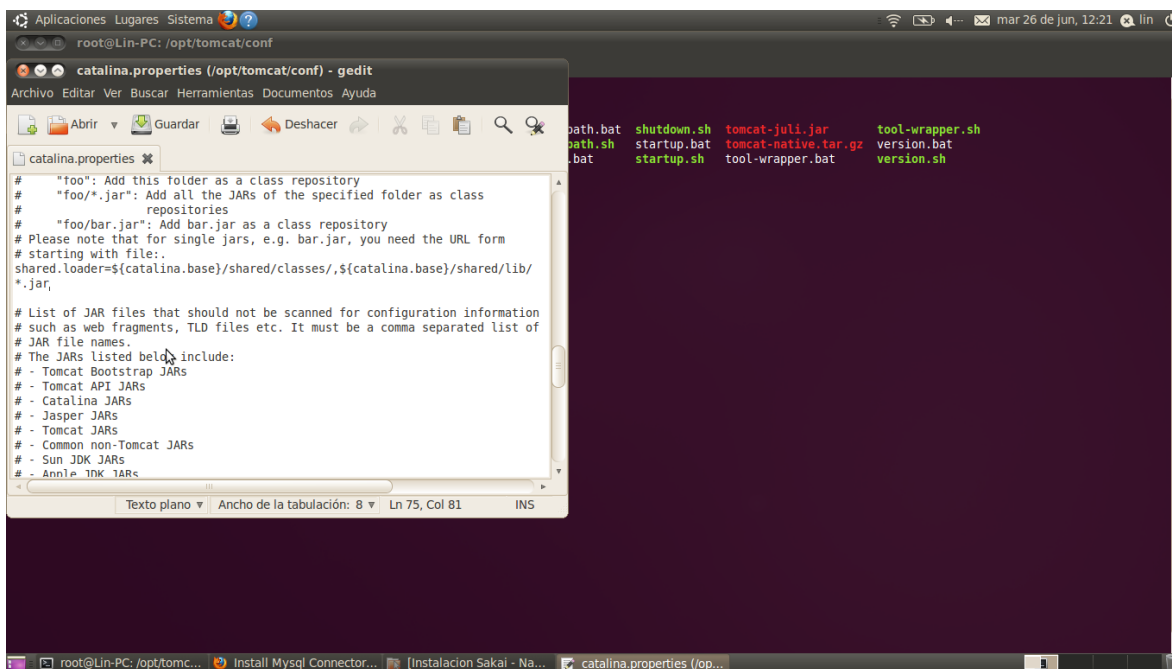 Aplicaciones Lugares Sistema
mar 26 de jun, 12:21 lin
root@Lin-PC: /opt/tomcat/conf
catalina.properties (/opt/tomcat/conf) - gedit
Archivo Editar Ver Buscar Herramientas Documentos Ayuda
Abrir Guardar Deshacer
catalina.properties
path.bat shutdown.sh tomcat-juli.jar tool-wrapper.sh
path.sh startup.bat tomcat-native.tar.gz version.bat
.bat startup.sh tool-wrapper.bat version.sh
# "foo": Add this folder as a class repository
# "foo/*.jar": Add all the JARs of the specified folder as class
# repositories
# "foo/bar.jar": Add bar.jar as a class repository
# Please note that for single jars, e.g. bar.jar, you need the URL form
# starting with file:.
shared.loader=${catalina.base}/shared/classes/,${catalina.base}/shared/lib/
*.jar
# List of JAR files that should not be scanned for configuration information
# such as web fragments, TLD files etc. It must be a comma separated list of
# JAR file names.
# The JARs listed below include:
# - Tomcat Bootstrap JARs
# - Tomcat API JARs
# - Catalina JARs
# - Jasper JARs
# - Tomcat JARs
# - Common non-Tomcat JARs
# - Sun JDK JARs
# - Apple JDK JARs
Texto plano Ancho de la tabulación: 8 Ln 75, Col 81 INS
root@Lin-PC: /opt/tomc... Install Mysql Connector... [Instalacion Sakai - Na... catalina.properties (/op...